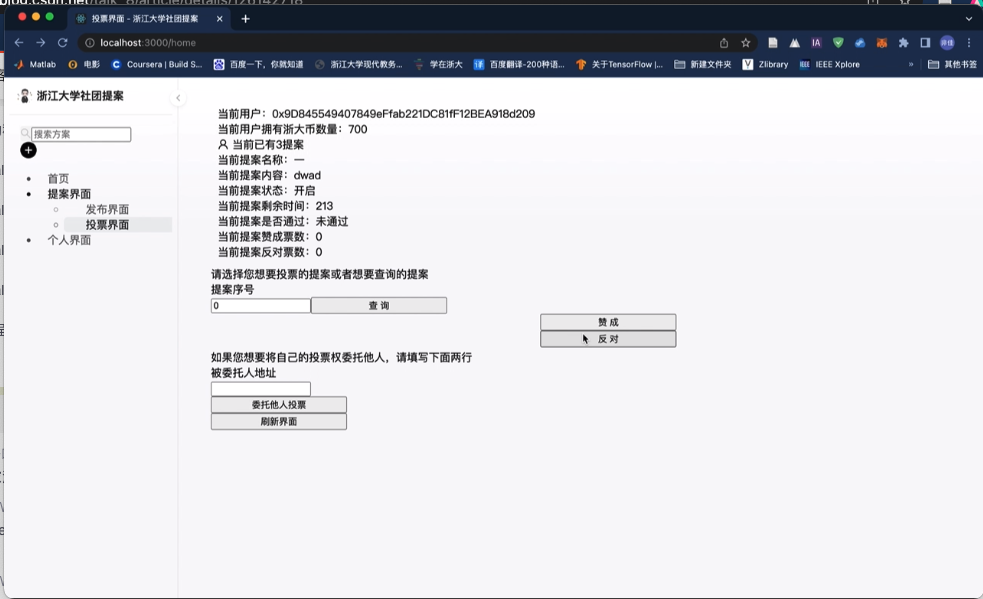 投票界面 - 浙江大学社团提案
localhost:3000/home
Matlab 电影 Coursera | Build S... 百度一下，你就知道 浙江大学现代教务... 学在浙大 百度翻译-200种语... 关于TensorFlow |... 新建文件夹 Zlibrary IEEE Xplore » 其他书签
浙江大学社团提案
搜索方案
首页
提案界面
发布界面
投票界面
个人界面
当前用户：0x9D845549407849eFfab221DC81fF12BEA918d209
当前用户拥有浙大币数量：700
当前已有3提案
当前提案名称：一
当前提案内容：dwad
当前提案状态：开启
当前提案剩余时间：213
当前提案是否通过：未通过
当前提案赞成票数：0
当前提案反对票数：0
请选择您想要投票的提案或者想要查询的提案
提案序号
0 查 询
赞 成
反 对
如果您想要将自己的投票权委托他人，请填写下面两行
被委托人地址
委托他人投票
刷新界面